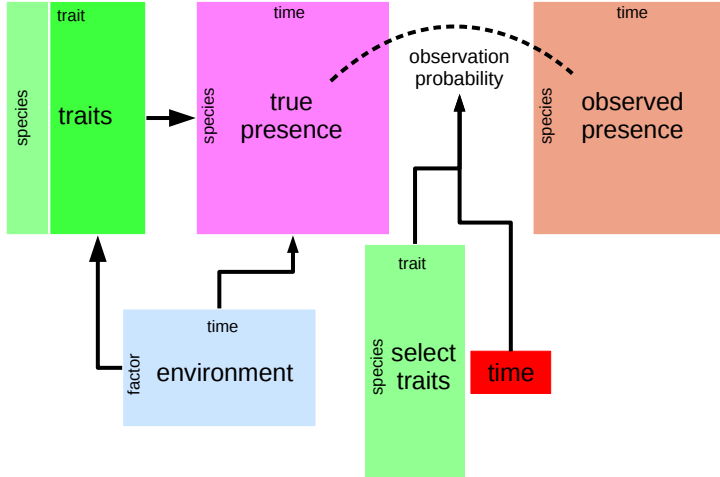 trait
species
traits
time
species
true
presence
observation
probability
time
species
observed
presence
time
factor
environment
trait
species
select
traits
time